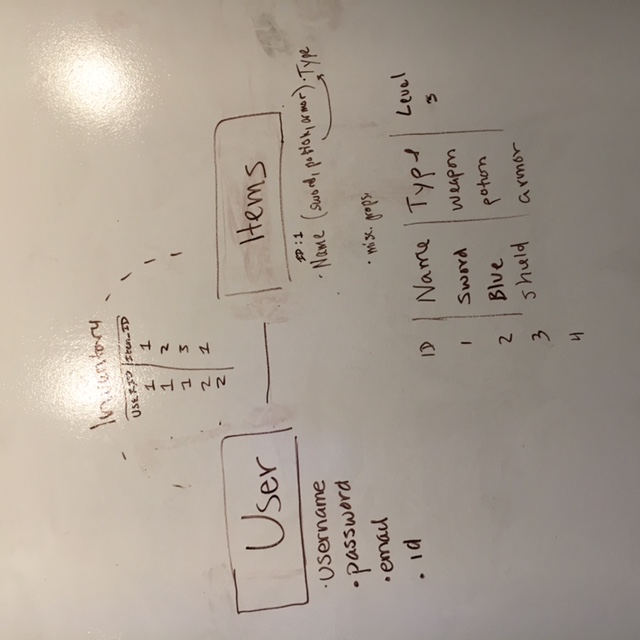 Inventory
USERID Item_ID
1 1
1 2
1 3
2 1
2
User
• username
• password
• email
• id
Items
ID:1
• Name (sword, potion, armor) • Type
• misc. props.
ID Name Type Level
1 sword weapon 3
2 Blue potion
3 shield armor
4